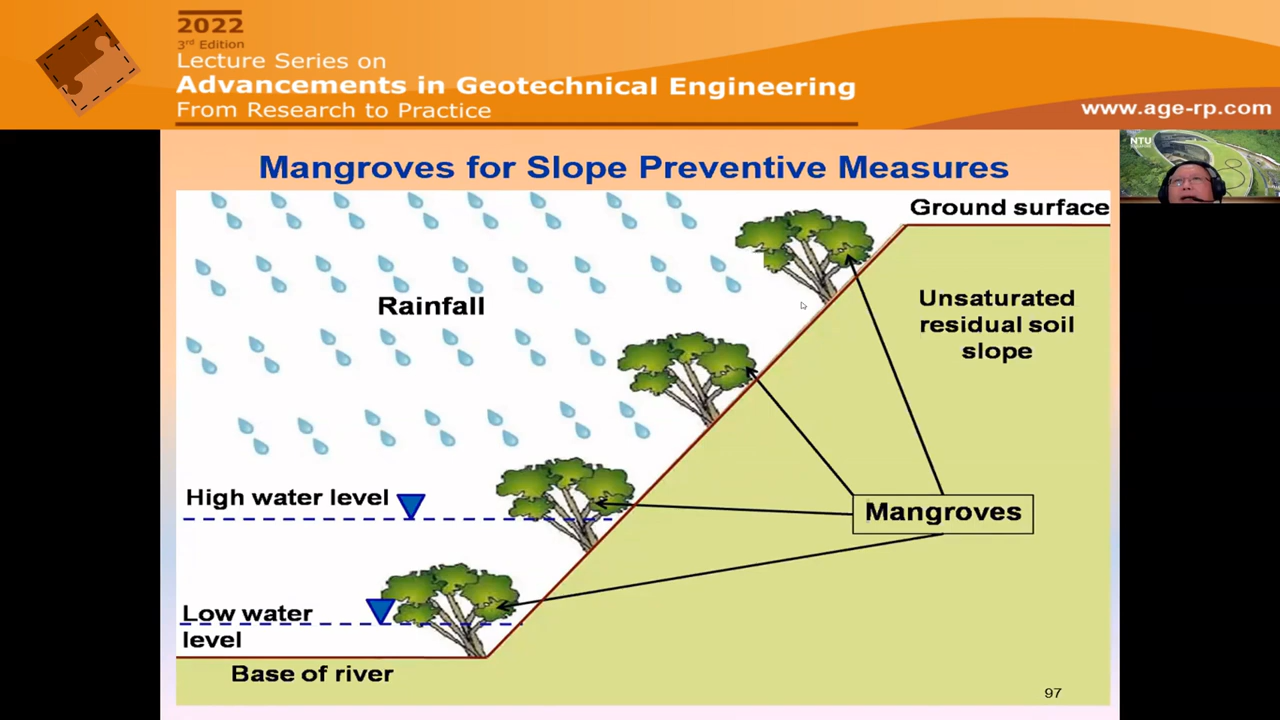 2022
3rd Edition
Lecture Series on
Advancements in Geotechnical Engineering
From Research to Practice
www.age-rp.com
NTU
Mangroves for Slope Preventive Measures
Ground surface
Rainfall
Unsaturated
residual soil
slope
High water level
Mangroves
Low water
level
Base of river
97